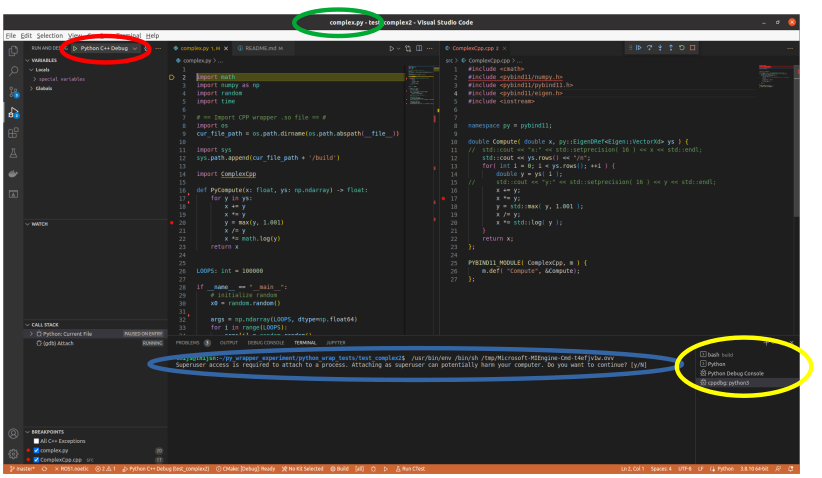 complex.py - test_complex2 - Visual Studio Code
File Edit Selection View Terminal Help
RUN AND DEBUG Python C++ Debug
VARIABLES
Locals
special variables
Globals
WATCH
CALL STACK
Python: Current File PAUSED ON ENTRY
(gdb) Attach RUNNING
BREAKPOINTS
All C++ Exceptions
complex.py 20
ComplexCpp.cpp src 17
complex.py 1, M README.md M
complex.py > ...
1
2 import math
3 import numpy as np
4 import random
5 import time
6
7 # == Import CPP wrapper .so file == #
8 import os
9 cur_file_path = os.path.dirname(os.path.abspath(__file__))
10
11 import sys
12 sys.path.append(cur_file_path + '/build')
13
14 import ComplexCpp
15
16 def PyCompute(x: float, ys: np.ndarray) -> float:
17 for y in ys:
18 x += y
19 x *= y
20 y = max(y, 1.001)
21 x /= y
22 x *= math.log(y)
23 return x
24
25
26 LOOPS: int = 100000
27
28 if __name__ == "__main__":
29 # initialize random
30 x0 = random.random()
31
32 args = np.ndarray(LOOPS, dtype=np.float64)
33 for i in range(LOOPS):
ComplexCpp.cpp 2
src > ComplexCpp.cpp > ...
1 #include <cmath>
2 #include <pybind11/numpy.h>
3 #include <pybind11/pybind11.h>
4 #include <pybind11/eigen.h>
5 #include <iostream>
6
7
8 namespace py = pybind11;
9
10 double Compute( double x, py::EigenDRef<Eigen::VectorXd> ys ) {
11 // std::cout << "x:" << std::setprecision( 16 ) << x << std::endl;
12 std::cout << ys.rows() << "/n";
13 for( int i = 0; i < ys.rows(); ++i ) {
14 double y = ys( i );
15 // std::cout << "y:" << std::setprecision( 16 ) << y << std::endl;
16 x += y;
17 x *= y;
18 y = std::max( y, 1.001 );
19 x /= y;
20 x *= std::log( y );
21 }
22 return x;
23 };
24
25 PYBIND11_MODULE( ComplexCpp, m ) {
26 m.def( "Compute", &Compute);
27 };
PROBLEMS 3 OUTPUT DEBUG CONSOLE TERMINAL JUPYTER
/py_wrapper_experiment/python_wrap_tests/test_complex2$ /usr/bin/env /bin/sh /tmp/Microsoft-MIEngine-Cmd-t4efjv1w.ovv
Superuser access is required to attach to a process. Attaching as superuser can potentially harm your computer. Do you want to continue? [y/N]
bash build
Python
Python Debug Console
cppdbg: python3
master* ROS1.noetic 2 1 Python C++ Debug (test_complex2) CMake: [Debug]: Ready No Kit Selected Build [all] Run CTest
Ln 2, Col 1 Spaces: 4 UTF-8 LF Python 3.8.10 64-bit